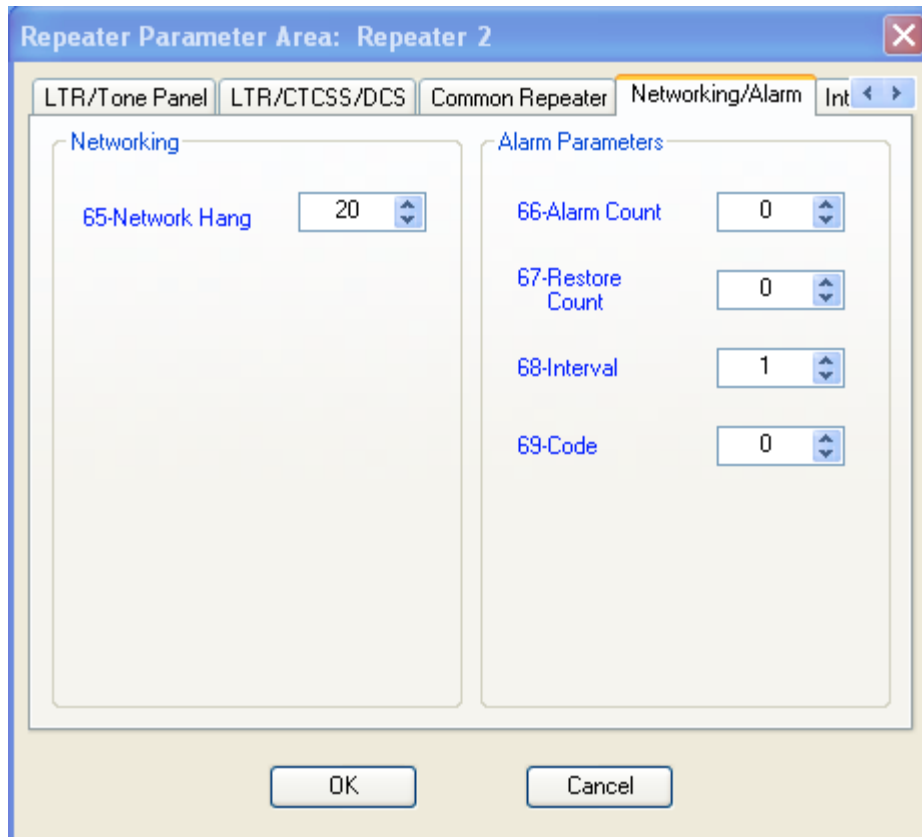 Repeater Parameter Area: Repeater 2
LTR/Tone Panel
LTR/CTCSS/DCS
Common Repeater
Networking/Alarm
Int
Networking
65-Network Hang
20
Alarm Parameters
66-Alarm Count
0
67-Restore
Count
0
68-Interval
1
69-Code
0
OK
Cancel